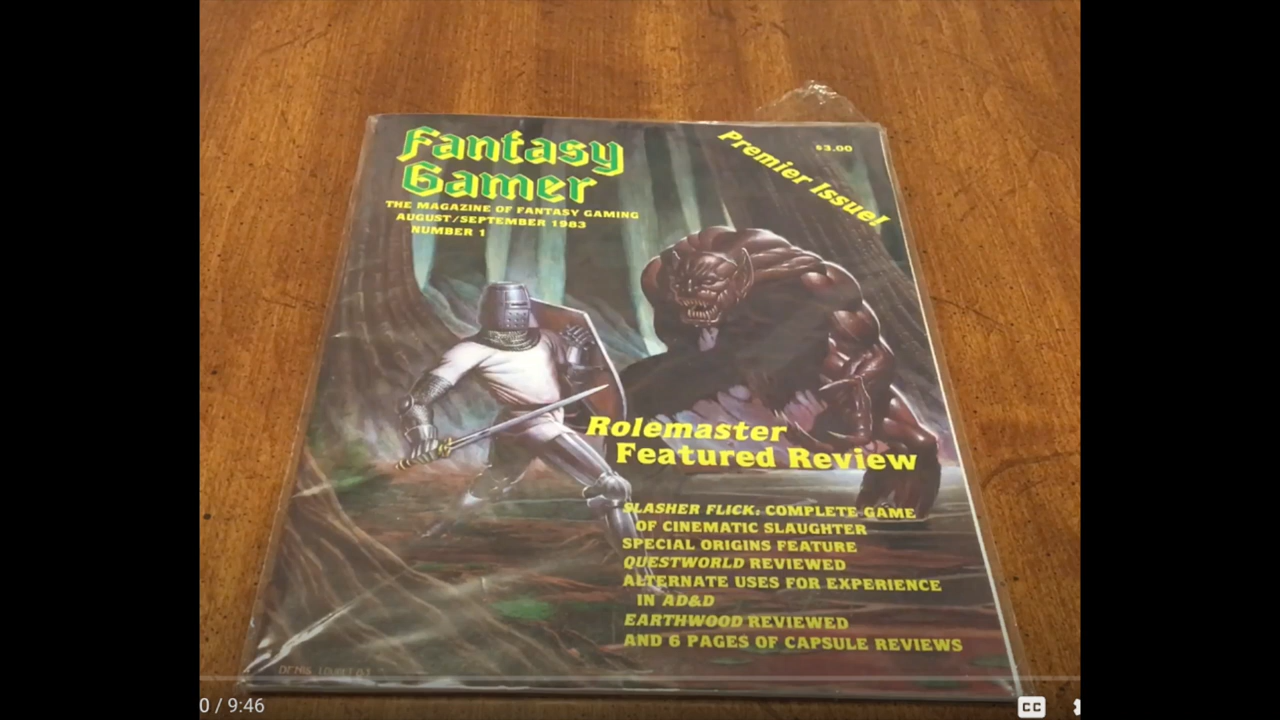 Fantasy
Gamer
THE MAGAZINE OF FANTASY GAMING
AUGUST/SEPTEMBER 1983
NUMBER 1
Premier Issue!
$3.00
Rolemaster
Featured Review
SLASHER FLICK: COMPLETE GAME
OF CINEMATIC SLAUGHTER
SPECIAL ORIGINS FEATURE
QUESTWORLD REVIEWED
ALTERNATE USES FOR EXPERIENCE
IN AD&D
EARTHWOOD REVIEWED
AND 6 PAGES OF CAPSULE REVIEWS
0 / 9:46
CC